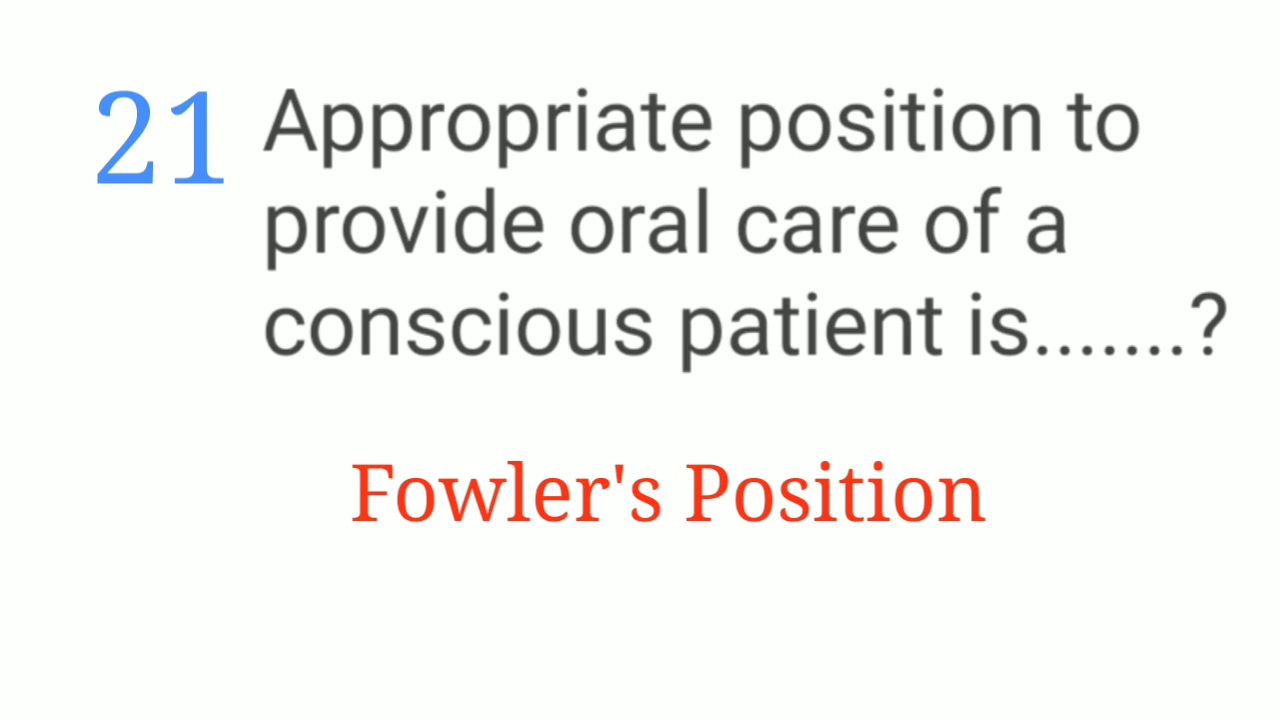 21 Appropriate position to
provide oral care of a
conscious patient is.......?
Fowler's Position